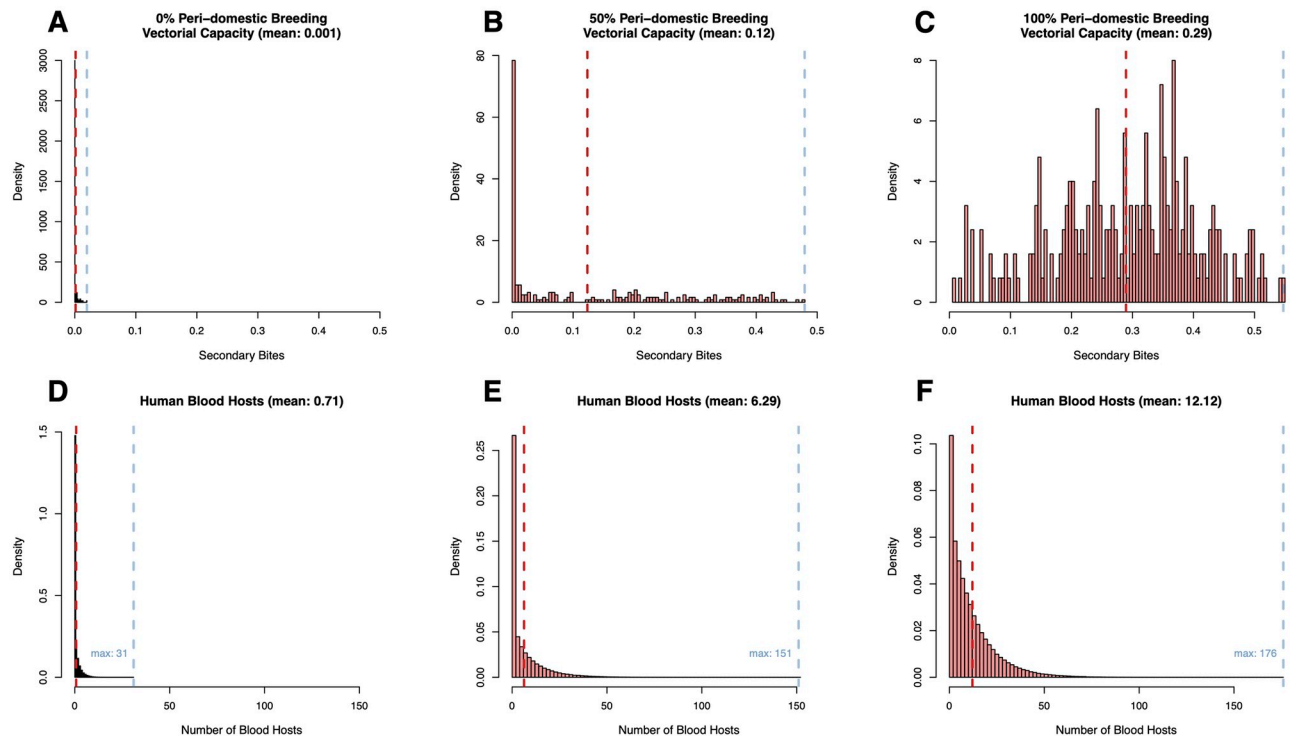 A
0% Peri−domestic Breeding
Vectorial Capacity (mean: 0.001)
Density
0
500
1000
1500
2000
2500
3000
0.0 0.1 0.2 0.3 0.4 0.5
Secondary Bites
B
50% Peri−domestic Breeding
Vectorial Capacity (mean: 0.12)
Density
0
20
40
60
80
0.0 0.1 0.2 0.3 0.4 0.5
Secondary Bites
C
100% Peri−domestic Breeding
Vectorial Capacity (mean: 0.29)
Density
0
2
4
6
8
0.0 0.1 0.2 0.3 0.4 0.5
Secondary Bites
D
Human Blood Hosts (mean: 0.71)
Density
0.0
0.5
1.0
1.5
max: 31
0 50 100 150
Number of Blood Hosts
E
Human Blood Hosts (mean: 6.29)
Density
0.00
0.05
0.10
0.15
0.20
0.25
max: 151
0 50 100 150
Number of Blood Hosts
F
Human Blood Hosts (mean: 12.12)
Density
0.00
0.02
0.04
0.06
0.08
0.10
max: 176
0 50 100 150
Number of Blood Hosts